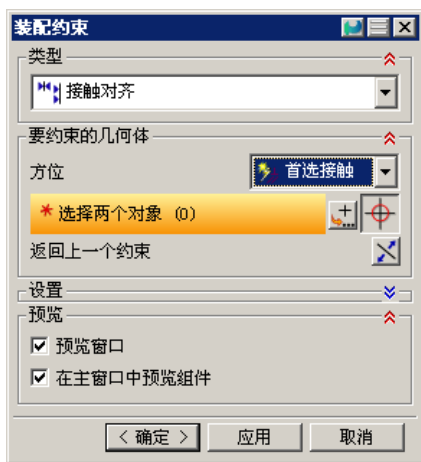 装配约束
类型
接触对齐
要约束的几何体
方位 首选接触
* 选择两个对象 (0)
返回上一个约束
设置
预览
预览窗口
在主窗口中预览组件
< 确定 > 应用 取消